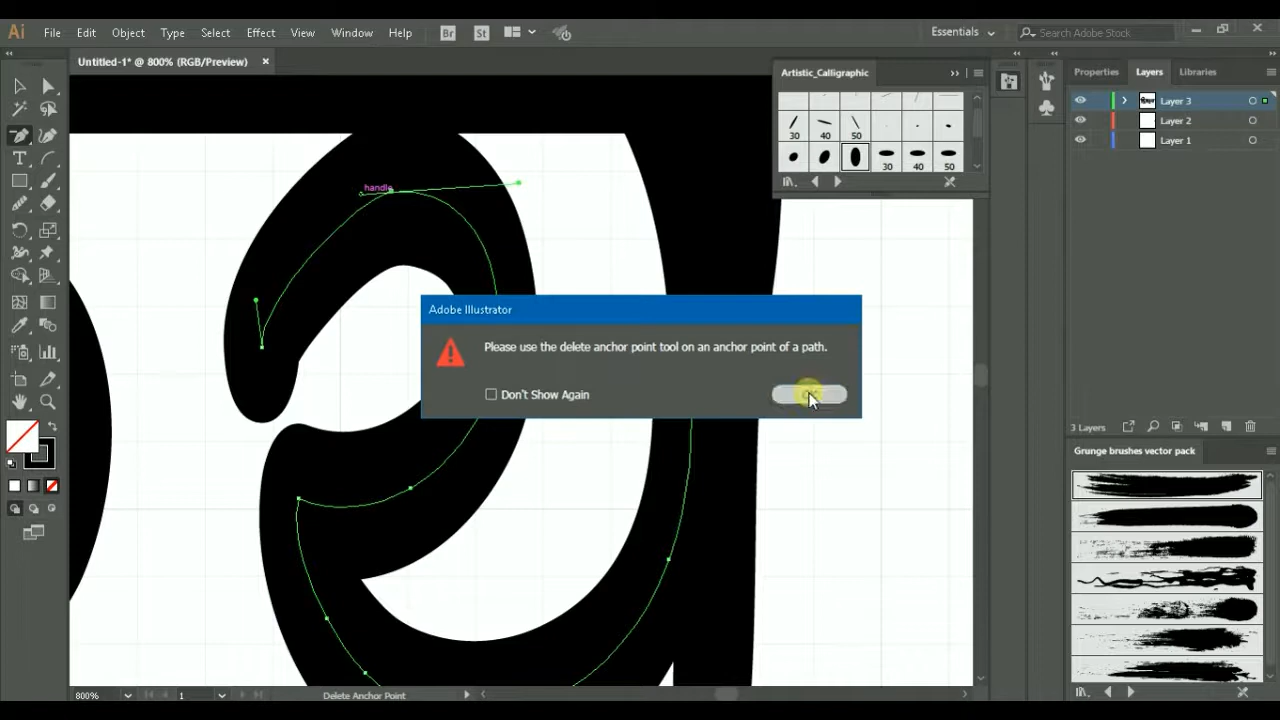 Ai File Edit Object Type Select Effect View Window Help Br St Essentials Search Adobe Stock
Untitled-1* @ 800% (RGB/Preview)
Artistic_Calligraphic
30 40 50
30 40 50
Properties Layers Libraries
Layer 3
Layer 2
Layer 1
handle
Adobe Illustrator
Please use the delete anchor point tool on an anchor point of a path.
Don't Show Again
3 Layers
Grunge brushes vector pack
800% 1 Delete Anchor Point